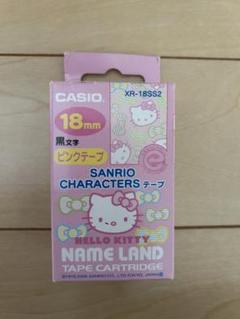 CASIO
XR-18SS2
18mm
黒文字
ピンクテープ
SANRIO
CHARACTERS テープ
HELLO KITTY
NAME LAND
TAPE CARTRIDGE